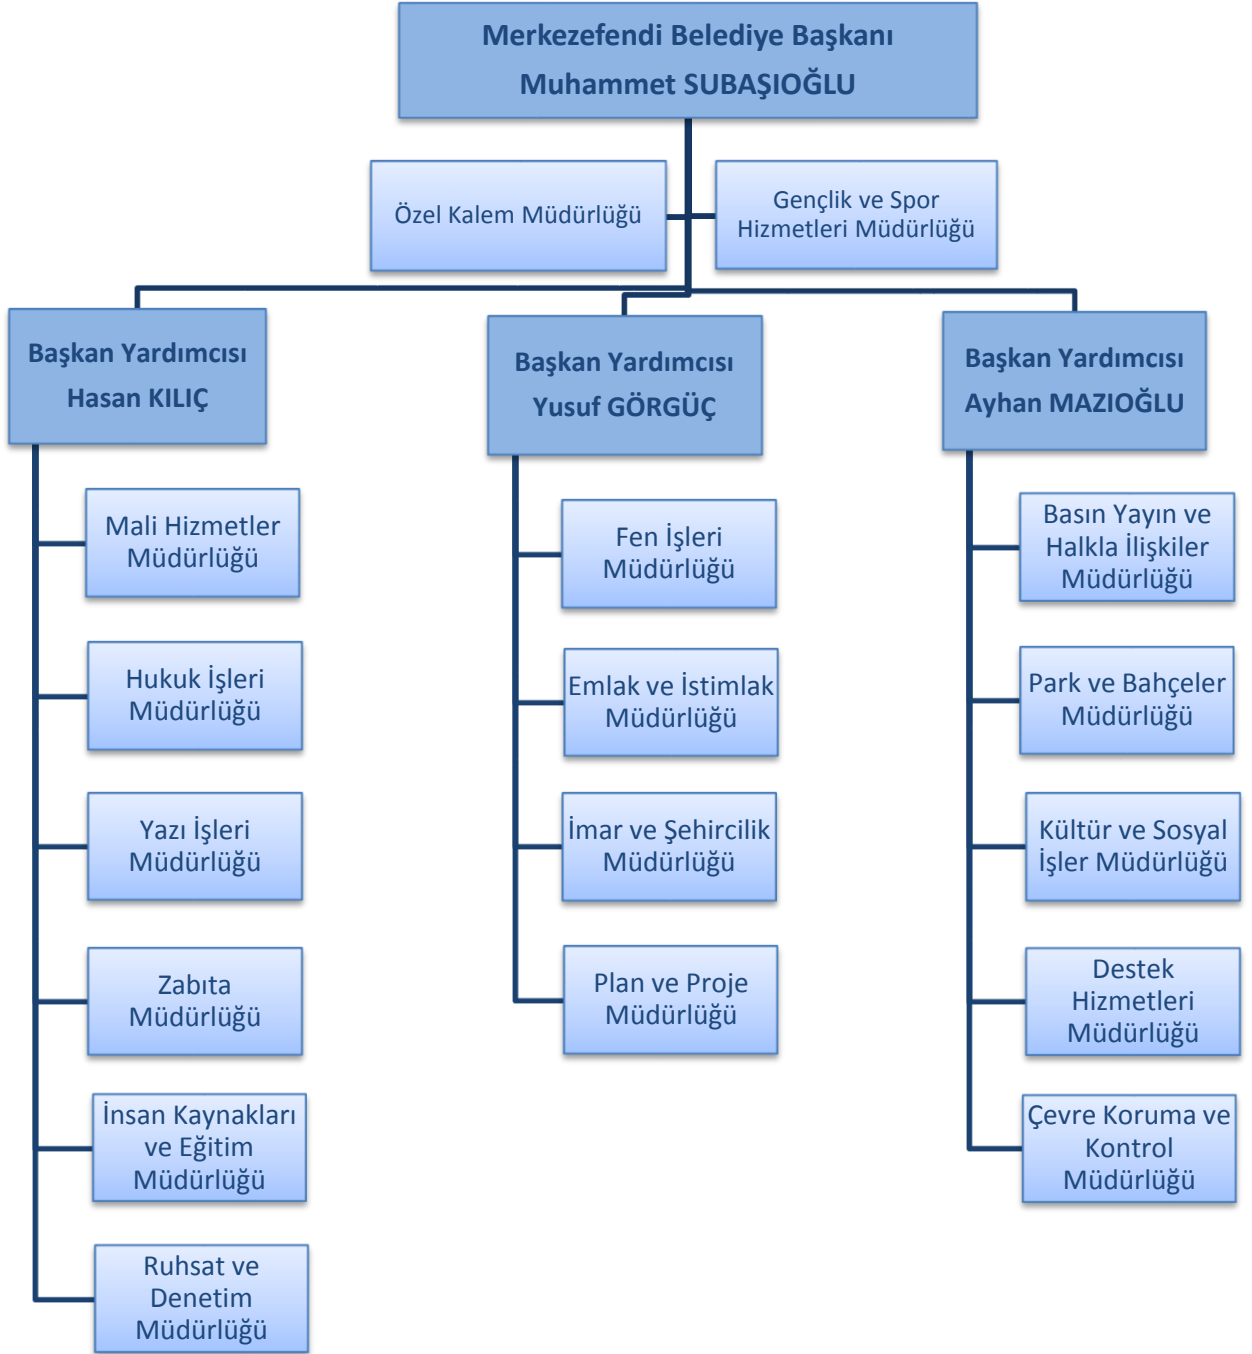 Merkezefendi Belediye Başkanı
Muhammet SUBAŞIOĞLU
Özel Kalem Müdürlüğü
Gençlik ve Spor
Hizmetleri Müdürlüğü
Başkan Yardımcısı
Hasan KILIÇ
Mali Hizmetler
Müdürlüğü
Hukuk İşleri
Müdürlüğü
Yazı İşleri
Müdürlüğü
Zabıta
Müdürlüğü
İnsan Kaynakları
ve Eğitim
Müdürlüğü
Ruhsat ve
Denetim
Müdürlüğü
Başkan Yardımcısı
Yusuf GÖRGÜÇ
Fen İşleri
Müdürlüğü
Emlak ve İstimlak
Müdürlüğü
İmar ve Şehircilik
Müdürlüğü
Plan ve Proje
Müdürlüğü
Başkan Yardımcısı
Ayhan MAZIOĞLU
Basın Yayın ve
Halkla İlişkiler
Müdürlüğü
Park ve Bahçeler
Müdürlüğü
Kültür ve Sosyal
İşler Müdürlüğü
Destek
Hizmetleri
Müdürlüğü
Çevre Koruma ve
Kontrol
Müdürlüğü